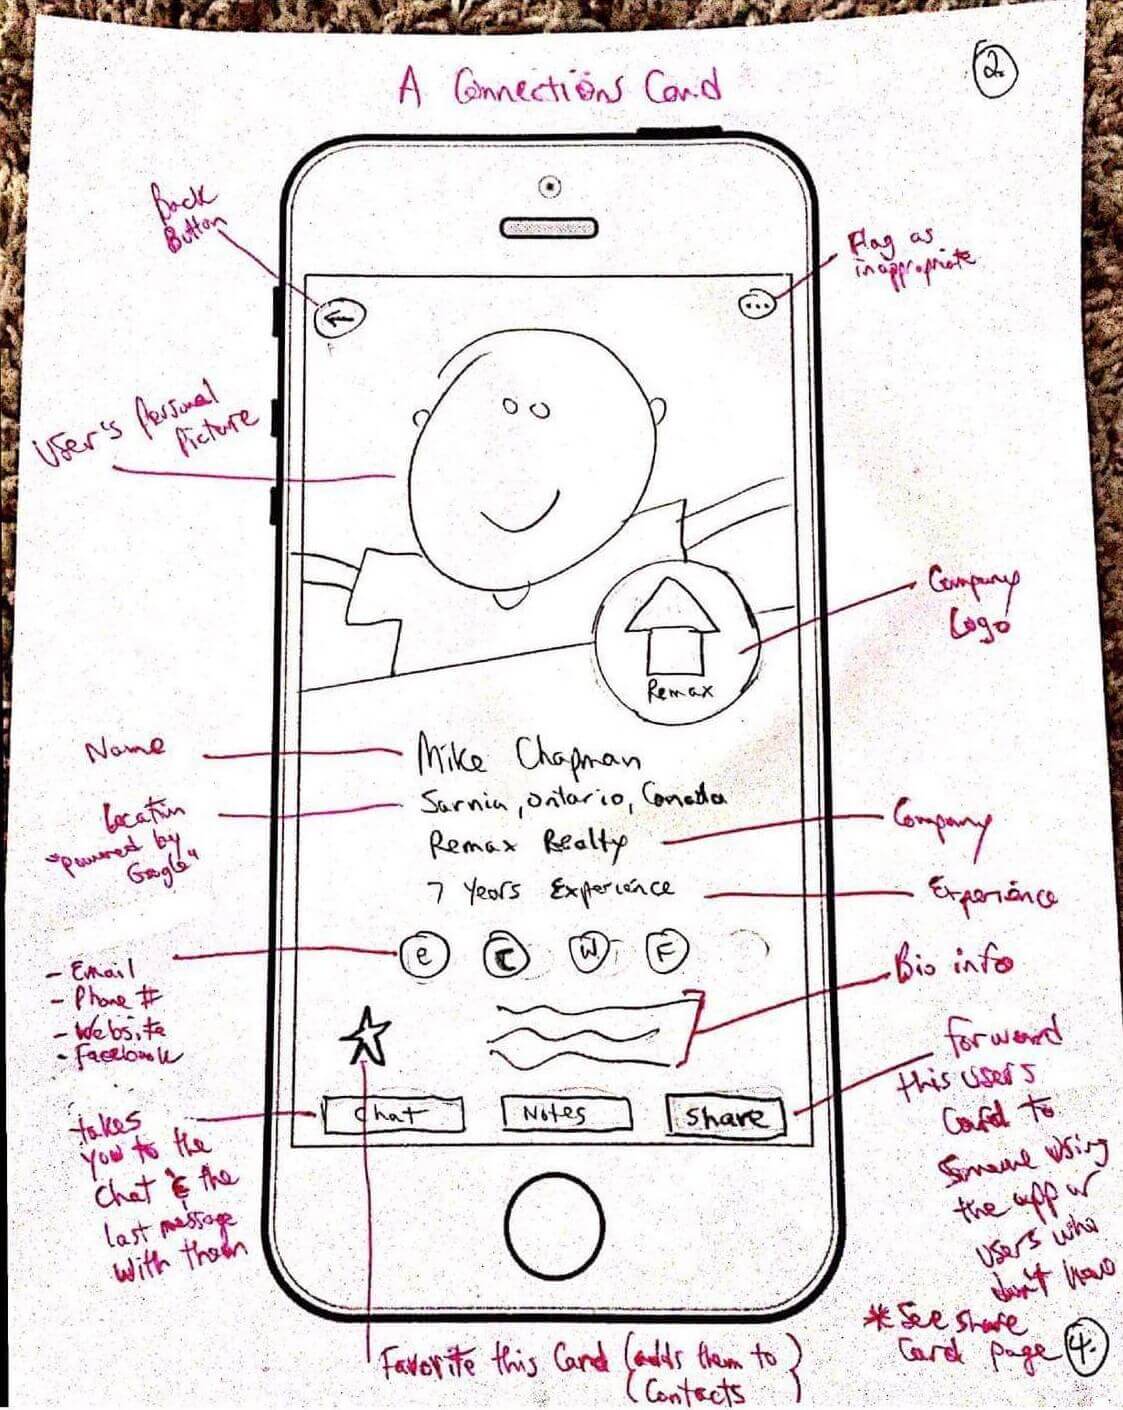 2.
A Connections Card
Back
Button
Flag as
inappropriate
User's Personal
Picture
Company
Logo
Remax
Name
Mike Chapman
Location
"powered by
Google"
Sarnia, Ontario, Canada
Remax Realty
Company
7 Years Experience
Experience
- Email
- Phone #
- Website
- Facebook
e
C
W
F
Bio info
Chat
Notes
Share
takes
you to the
chat & the
last message
with them
forward
this users
Card to
someone using
the app or
users who
don't have
* See share
Card page 4.
Favorite this Card (adds them to
Contacts)